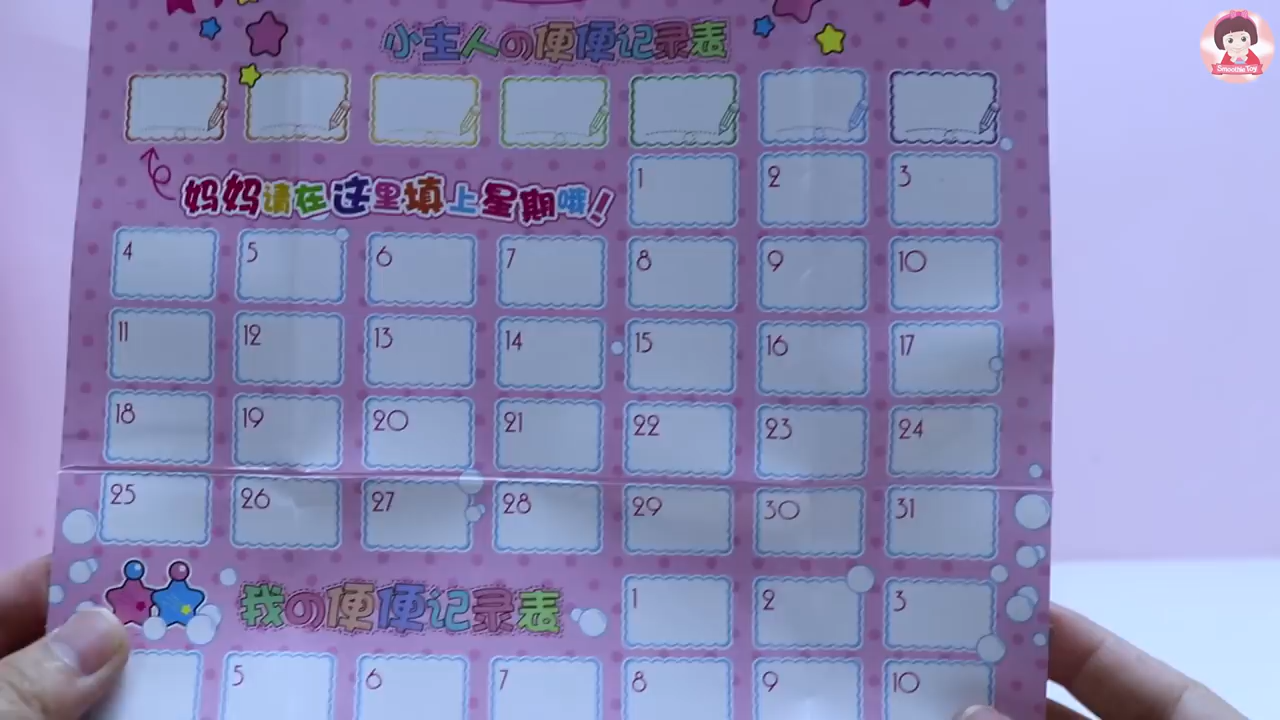 Smoothie Toy
小主人の便便记录表
妈妈请在这里填上星期哦!
1 2 3
4 5 6 7 8 9 10
11 12 13 14 15 16 17
18 19 20 21 22 23 24
25 26 27 28 29 30 31
我の便便记录表
1 2 3
5 6 7 8 9 10